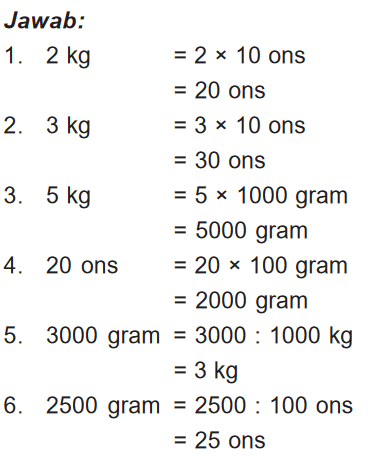 Jawab:
1. 2 kg = 2 × 10 ons
= 20 ons
2. 3 kg = 3 × 10 ons
= 30 ons
3. 5 kg = 5 × 1000 gram
= 5000 gram
4. 20 ons = 20 × 100 gram
= 2000 gram
5. 3000 gram = 3000 : 1000 kg
= 3 kg
6. 2500 gram = 2500 : 100 ons
= 25 ons